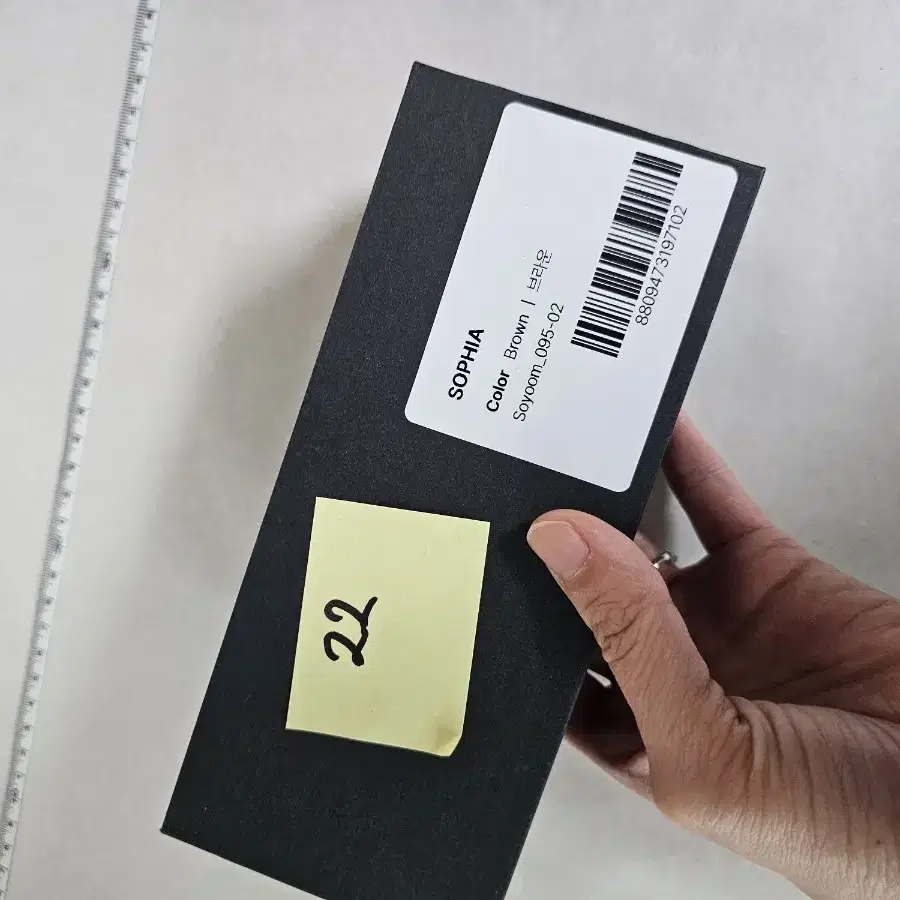 SOPHIA
Color Brown | 브라운
Soyoom_095-02
8809473197102
22